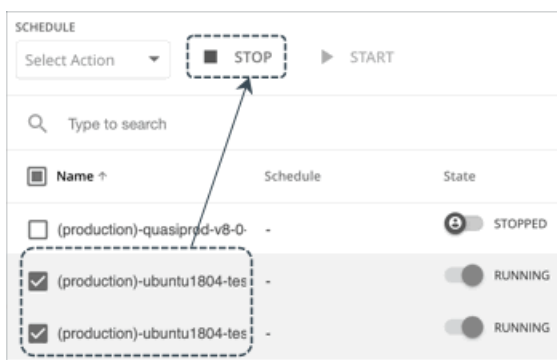 SCHEDULE
Select Action STOP START
Type to search
Name ↑ Schedule State
(production)-quasiprod-v8-0- - STOPPED
(production)-ubuntu1804-tes - RUNNING
(production)-ubuntu1804-tes - RUNNING